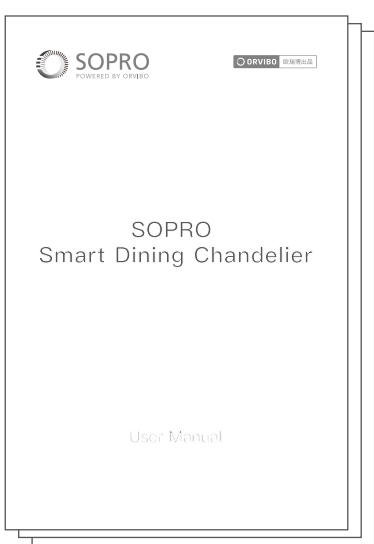 SOPRO
POWERED BY ORVIBO
ORVIBO 欧瑞博出品
SOPRO
Smart Dining Chandelier
User Manual